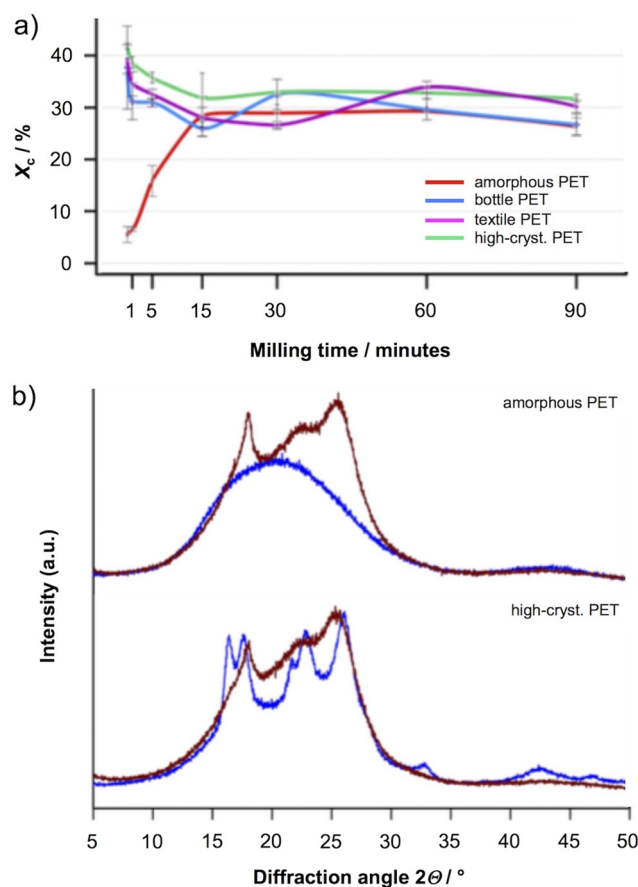 a)
40
30
20
10
0
X_c / %
amorphous PET
bottle PET
textile PET
high-cryst. PET
1 5 15 30 60 90
Milling time / minutes
b)
amorphous PET
high-cryst. PET
Intensity (a.u.)
5 10 15 20 25 30 35 40 45 50
Diffraction angle 2Θ / °